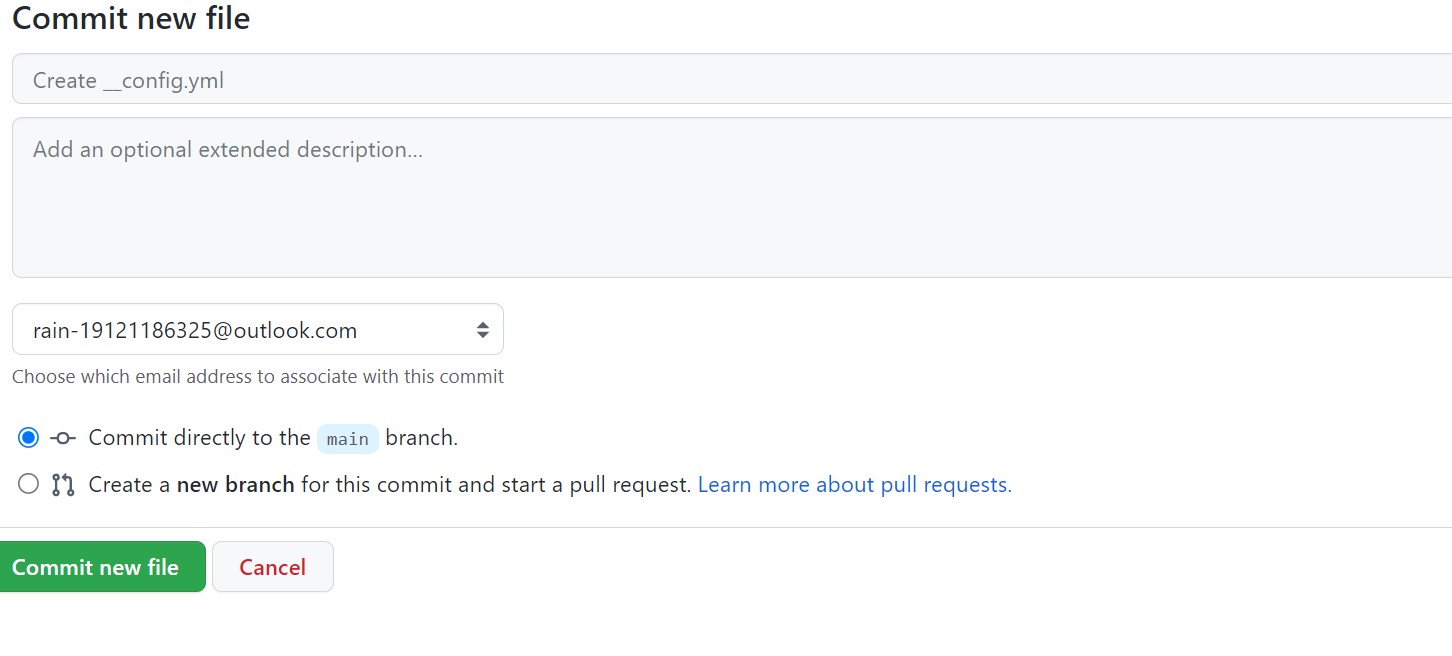 Commit new file
Create __config.yml
Add an optional extended description...
rain-19121186325@outlook.com
Choose which email address to associate with this commit
Commit directly to the main branch.
Create a new branch for this commit and start a pull request. Learn more about pull requests.
Commit new file Cancel